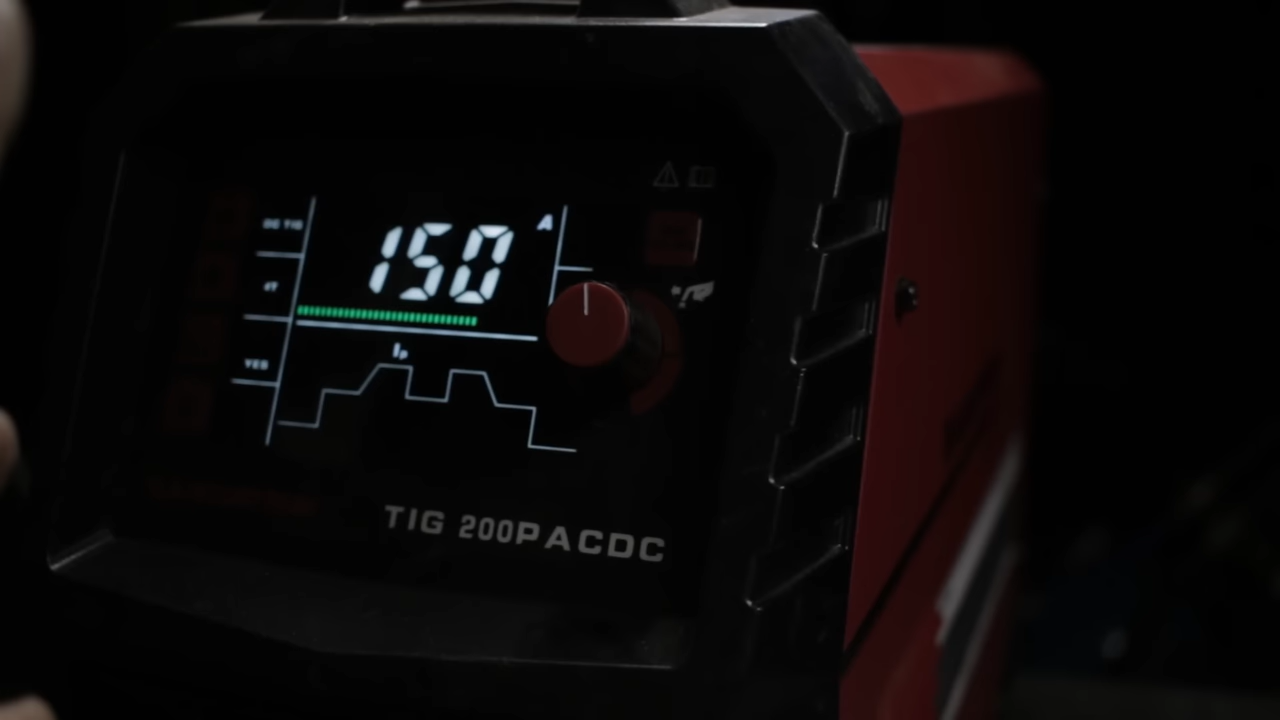 DC TIG
150 A
4T
YES
Ip
TIG 200PACDC